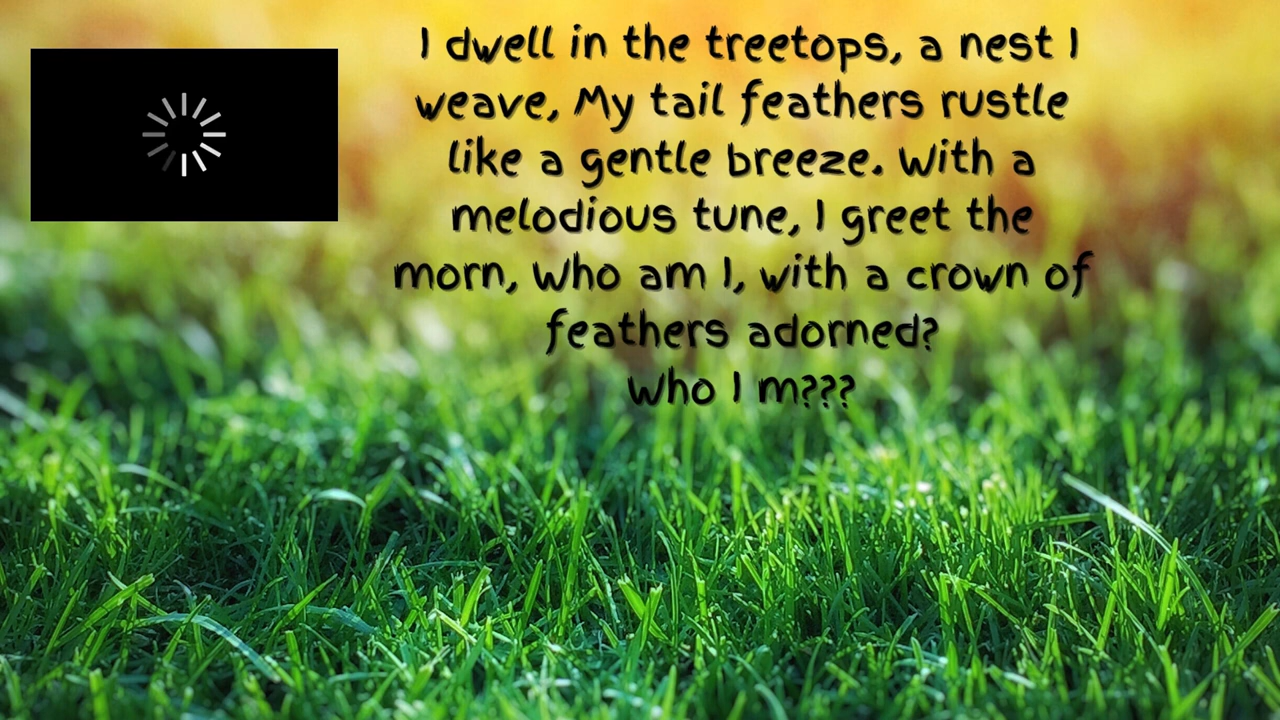 I dwell in the treetops, a nest I
weave, My tail feathers rustle
like a gentle breeze. With a
melodious tune, I greet the
morn, Who am I, with a crown of
feathers adorned?
Who I m???